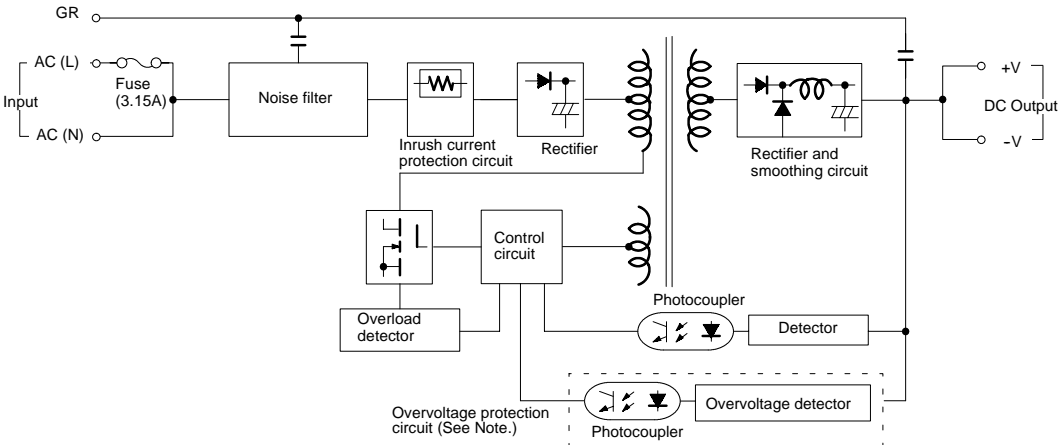 GR
AC (L)
Fuse
(3.15A)
Input
AC (N)
Noise filter
Inrush current
protection circuit
Rectifier
Rectifier and
smoothing circuit
+V
DC Output
−V
Control
circuit
Overload
detector
Photocoupler
Detector
Overvoltage protection
circuit (See Note.)
Photocoupler
Overvoltage detector